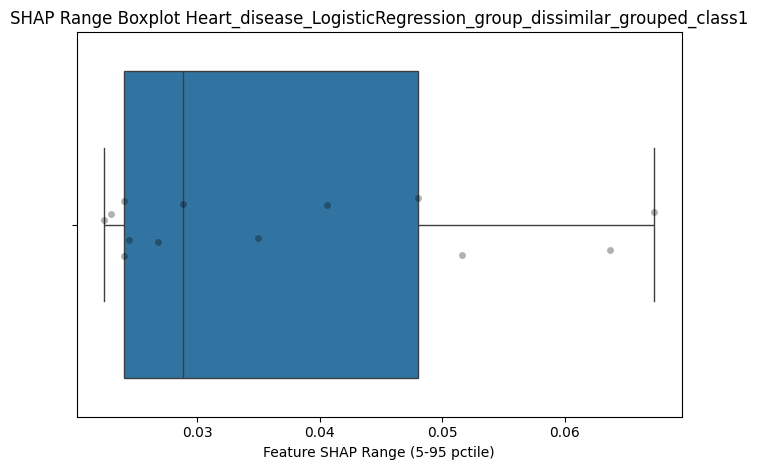 SHAP Range Boxplot Heart_disease_LogisticRegression_group_dissimilar_grouped_class1
0.03 0.04 0.05 0.06
Feature SHAP Range (5-95 pctile)